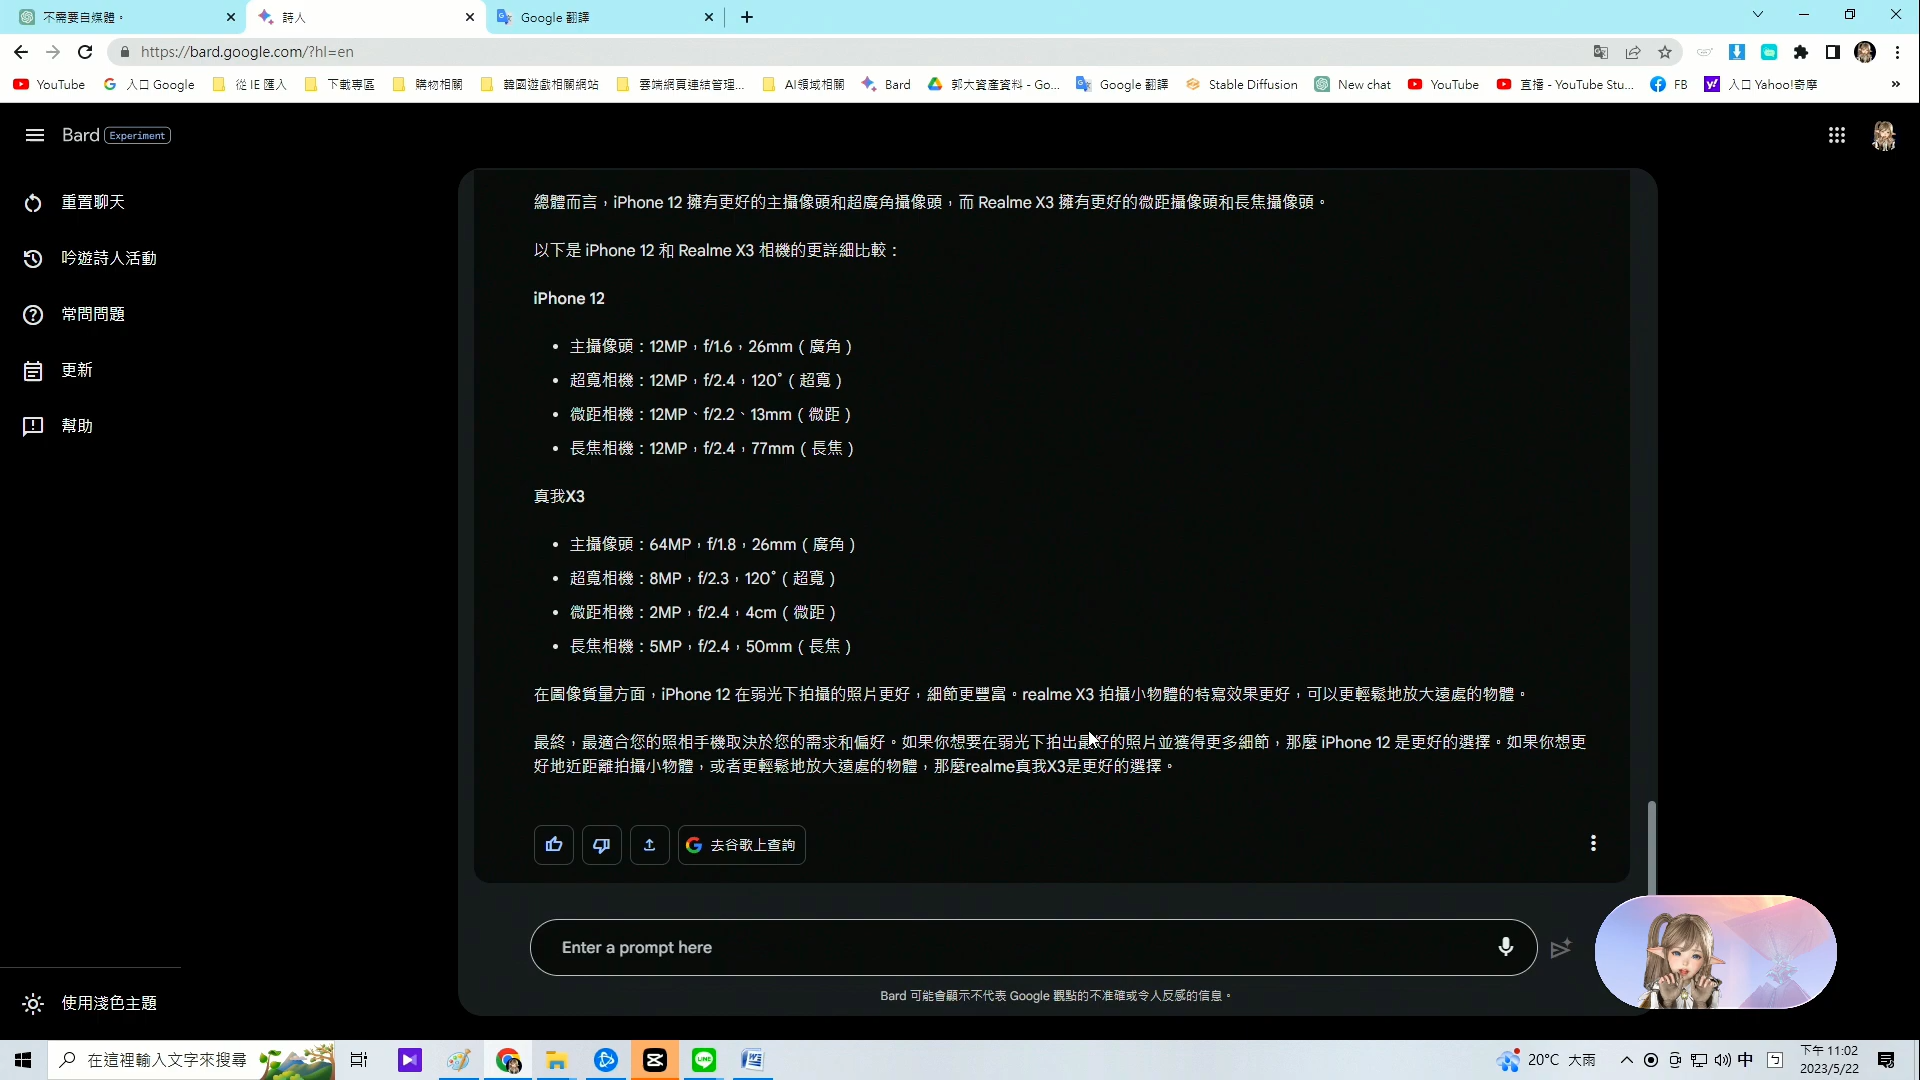 不需要自媒體。
詩人
Google 翻譯
https://bard.google.com/?hl=en
YouTube
入口 Google
從 IE 匯入
下載專區
購物相關
韓國遊戲相關網站
雲端網頁連結管理...
AI領域相關
Bard
郭大資產資料 - Go...
Google 翻譯
Stable Diffusion
New chat
YouTube
直播 - YouTube Stu...
FB
入口 Yahoo!奇摩
Bard Experiment
重置聊天
吟遊詩人活動
常問問題
更新
幫助
使用淺色主題
總體而言，iPhone 12 擁有更好的主攝像頭和超廣角攝像頭，而 Realme X3 擁有更好的微距攝像頭和長焦攝像頭。
以下是 iPhone 12 和 Realme X3 相機的更詳細比較：
iPhone 12
• 主攝像頭：12MP，f/1.6，26mm（廣角）
• 超寬相機：12MP，f/2.4，120°（超寬）
• 微距相機：12MP、f/2.2、13mm（微距）
• 長焦相機：12MP，f/2.4，77mm（長焦）
真我X3
• 主攝像頭：64MP，f/1.8，26mm（廣角）
• 超寬相機：8MP，f/2.3，120°（超寬）
• 微距相機：2MP，f/2.4，4cm（微距）
• 長焦相機：5MP，f/2.4，50mm（長焦）
在圖像質量方面，iPhone 12 在弱光下拍攝的照片更好，細節更豐富。realme X3 拍攝小物體的特寫效果更好，可以更輕鬆地放大遠處的物體。
最終，最適合您的照相手機取決於您的需求和偏好。如果你想要在弱光下拍出最好的照片並獲得更多細節，那麼 iPhone 12 是更好的選擇。如果你想更
好地近距離拍攝小物體，或者更輕鬆地放大遠處的物體，那麼realme真我X3是更好的選擇。
去谷歌上查詢
Enter a prompt here
Bard 可能會顯示不代表 Google 觀點的不准確或令人反感的信息。
在這裡輸入文字來搜尋
20°C 大雨
中
下午 11:02
2023/5/22